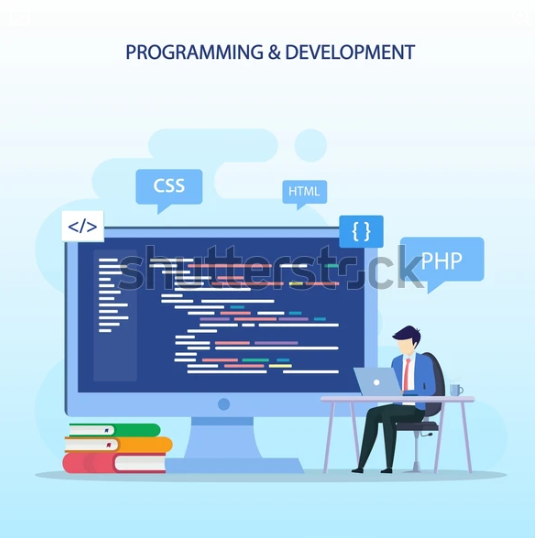 PROGRAMMING & DEVELOPMENT
CSS
HTML
</>
{ }
shutterstock
PHP